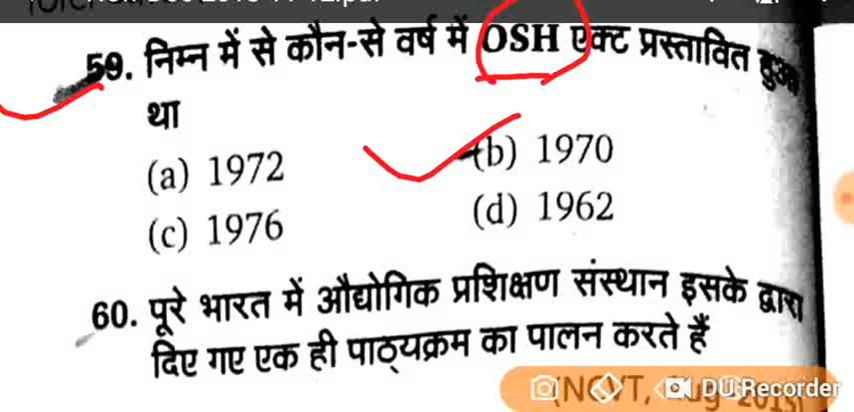 59. निम्न में से कौन-से वर्ष में OSH एक्ट प्रस्तावित हुआ
था
(a) 1972 (b) 1970
(c) 1976 (d) 1962
60. पूरे भारत में औद्योगिक प्रशिक्षण संस्थान इसके द्वारा
दिए गए एक ही पाठ्यक्रम का पालन करते हैं
DU Recorder